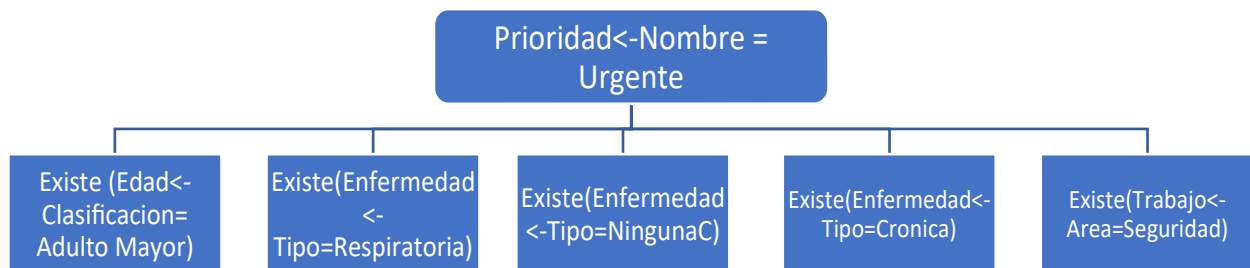 Prioridad<-Nombre =
Urgente
Existe (Edad<-
Clasificacion=
Adulto Mayor)
Existe(Enfermedad
<-
Tipo=Respiratoria)
Existe(Enfermedad
<-Tipo=NingunaC)
Existe(Enfermedad<-
Tipo=Cronica)
Existe(Trabajo<-
Area=Seguridad)